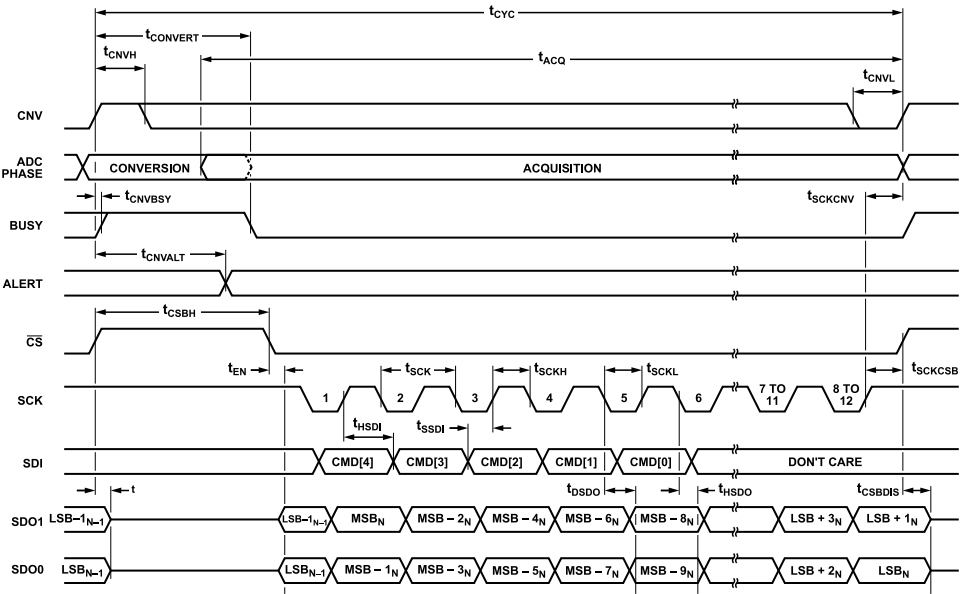 tCYC
tCONVERT
tCNVH
tACQ
tCNVL
CNV
ADC PHASE
CONVERSION
ACQUISITION
tCNVBSY
tSCKCNV
BUSY
tCNVALT
ALERT
tCSBH
CS
tEN
tSCK
tSCKH
tSCKL
tSCKCSB
SCK
1 2 3 4 5 6 7 TO 11 8 TO 12
tHSDI
tSSDI
SDI
CMD[4] CMD[3] CMD[2] CMD[1] CMD[0] DON'T CARE
tDSDO
tHSDO
tCSBDIS
t
SDO1 LSB–1N–1 LSB–1N–1 MSBN MSB – 2N MSB – 4N MSB – 6N MSB – 8N LSB + 3N LSB + 1N
SDO0 LSBN–1 LSBN–1 MSB – 1N MSB – 3N MSB – 5N MSB – 7N MSB – 9N LSB + 2N LSBN